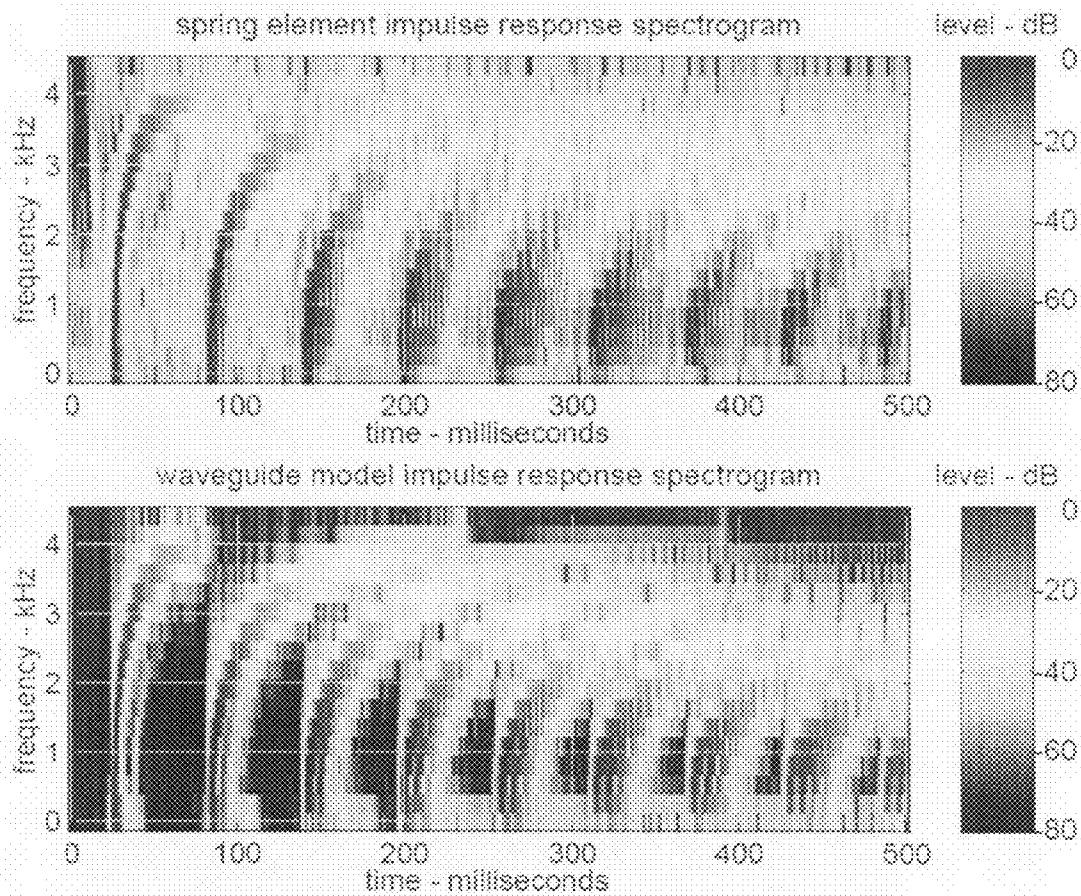 spring element impulse response spectrogram
level - dB
frequency - kHz
4
3
2
1
0
0 100 200 300 400 500
time - milliseconds
0
-20
-40
-60
-80
waveguide model impulse response spectrogram
level - dB
frequency - kHz
4
3
2
1
0
0 100 200 300 400 500
time - milliseconds
0
-20
-40
-60
-80